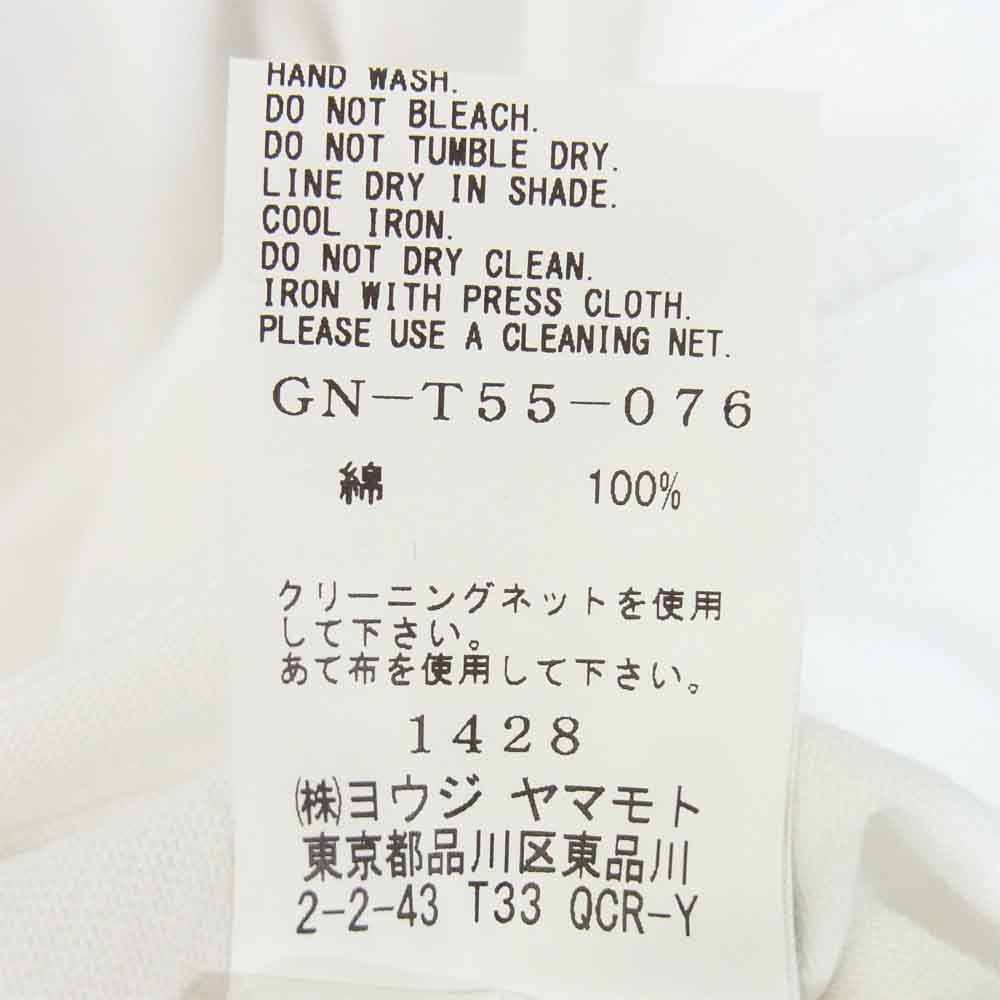 HAND WASH.
DO NOT BLEACH.
DO NOT TUMBLE DRY.
LINE DRY IN SHADE.
COOL IRON.
DO NOT DRY CLEAN.
IRON WITH PRESS CLOTH.
PLEASE USE A CLEANING NET.
GN-T55-076
綿 100%
クリーニングネットを使用
して下さい。
あて布を使用して下さい。
1428
㈱ヨウジ ヤマモト
東京都品川区東品川
2-2-43 T33 QCR-Y